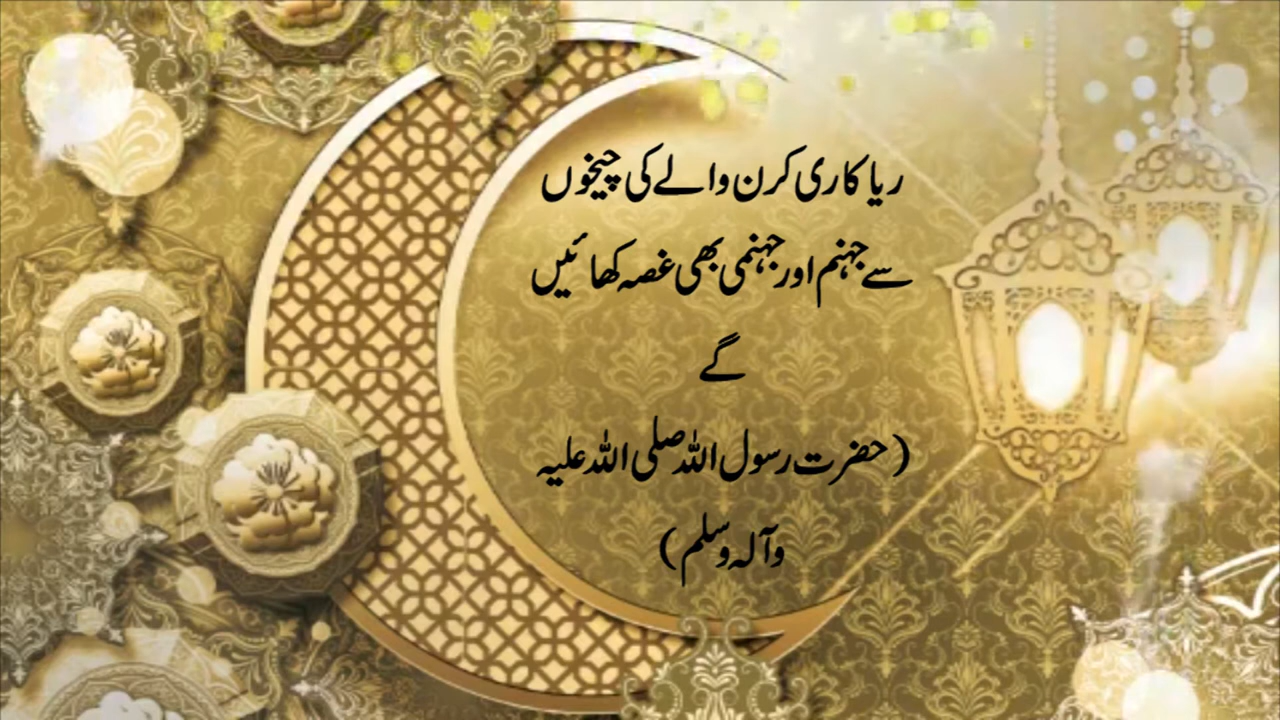 ریا کاری کرن والے کی چیخوں
سے جہنم اور جہنمی بھی غصہ کھائیں
گے
(حضرت رسول اللہ صلی اللہ علیہ
وآلہ وسلم)